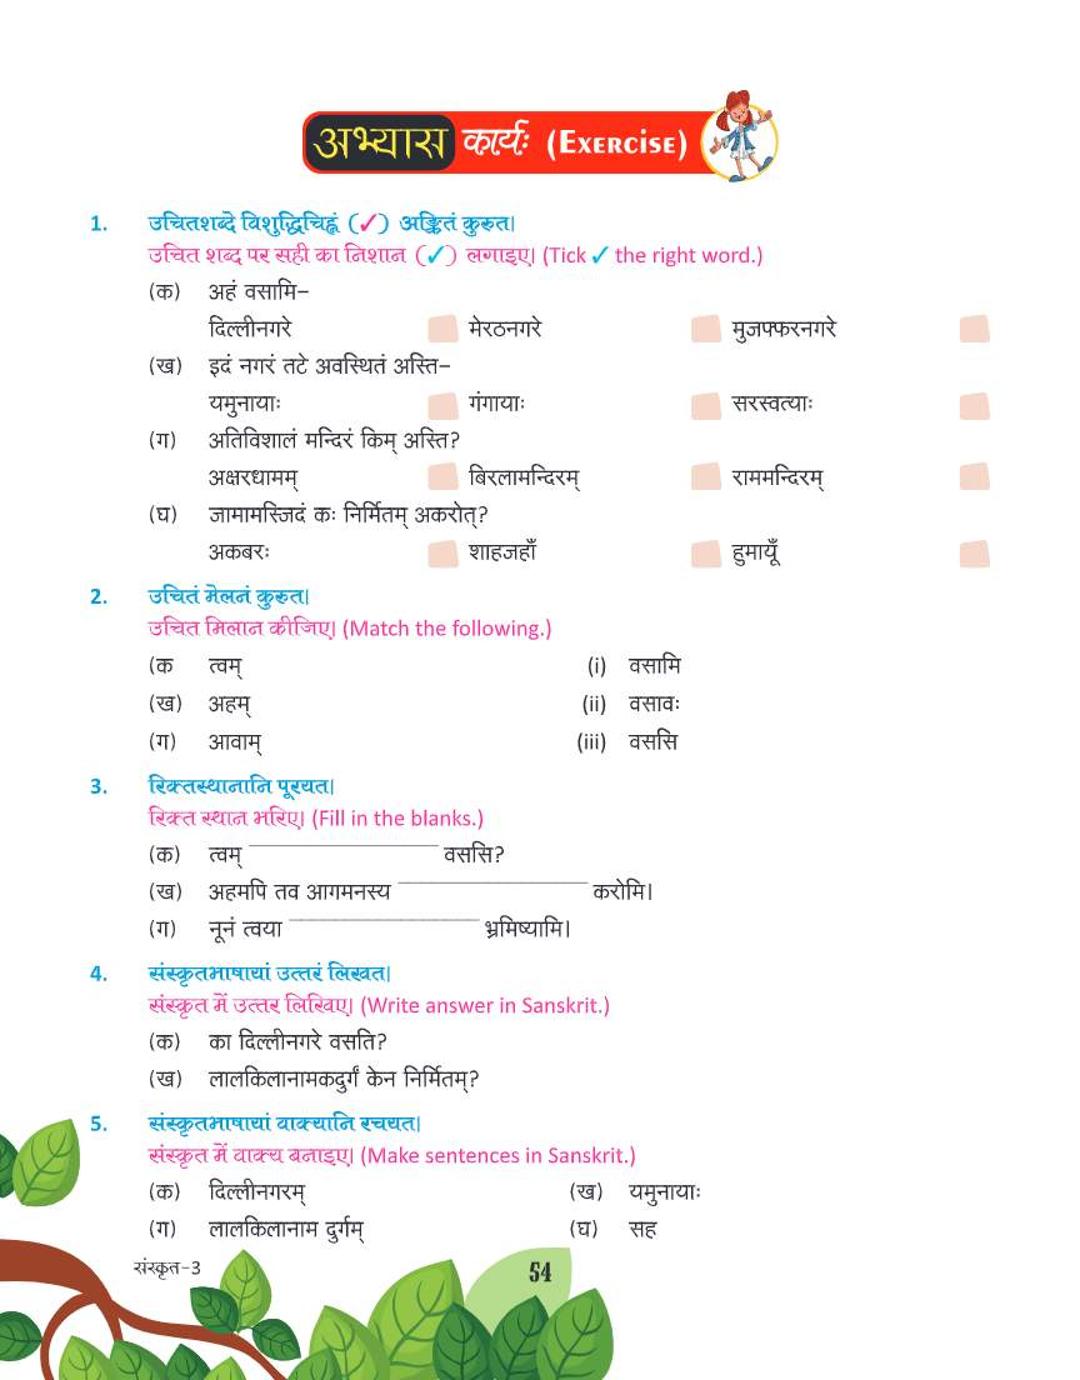 अभ्यास कार्यः (Exercise)
1. उचितशब्दे विशुद्धिचिह्नं (✓) अङ्कितं कुरुत।
उचित शब्द पर सही का निशान (✓) लगाइए। (Tick ✓ the right word.)
(क) अहं वसामि–
दिल्लीनगरे मेरठनगरे मुजफ्फरनगरे
(ख) इदं नगरं तटे अवस्थितं अस्ति–
यमुनायाः गंगायाः सरस्वत्याः
(ग) अतिविशालं मन्दिरं किम् अस्ति?
अक्षरधामम् बिरलामन्दिरम् राममन्दिरम्
(घ) जामामस्जिदं कः निर्मितम् अकरोत्?
अकबरः शाहजहाँ हुमायूँ
2. उचितं मेलनं कुरुत।
उचित मिलान कीजिए। (Match the following.)
(क त्वम् (i) वसामि
(ख) अहम् (ii) वसावः
(ग) आवाम् (iii) वससि
3. रिक्तस्थानानि पूरयत।
रिक्त स्थान भरिए। (Fill in the blanks.)
(क) त्वम् ____________ वससि?
(ख) अहमपि तव आगमनस्य ____________ करोमि।
(ग) नूनं त्वया ____________ भ्रमिष्यामि।
4. संस्कृतभाषायां उत्तरं लिखत।
संस्कृत में उत्तर लिखिए। (Write answer in Sanskrit.)
(क) का दिल्लीनगरे वसति?
(ख) लालकिलानामकदुर्गं केन निर्मितम्?
5. संस्कृतभाषायां वाक्यानि रचयत।
संस्कृत में वाक्य बनाइए। (Make sentences in Sanskrit.)
(क) दिल्लीनगरम् (ख) यमुनायाः
(ग) लालकिलानाम दुर्गम् (घ) सह
संस्कृत-3 54